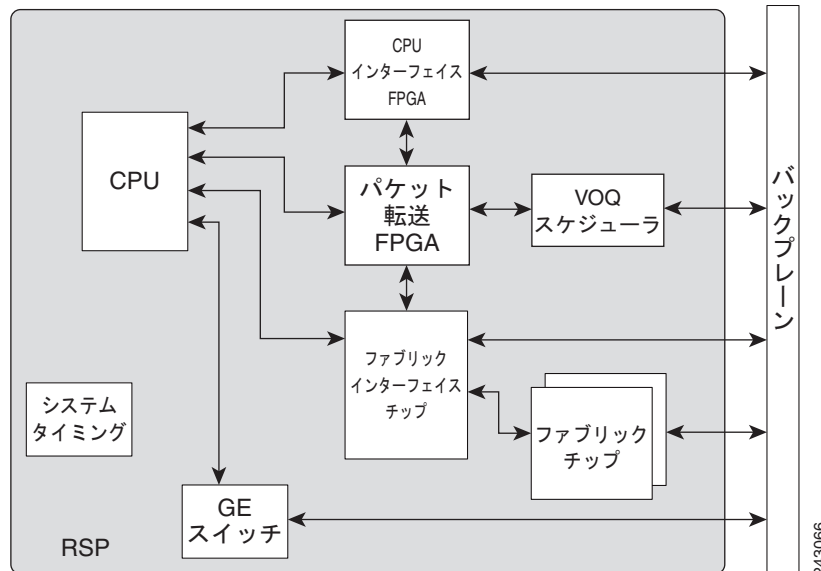 CPU
インターフェイス
FPGA
CPU
パケット
転送
FPGA
VOQ
スケジューラ
バックプレーン
ファブリック
インターフェイス
チップ
システム
タイミング
ファブリック
チップ
GE
スイッチ
RSP
243066